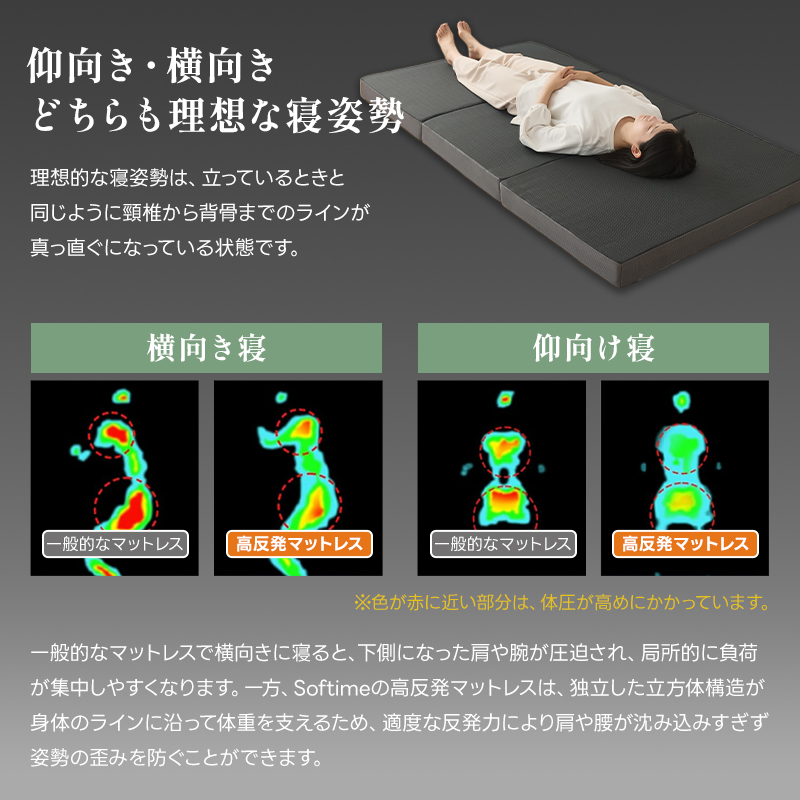 仰向き・横向き
どちらも理想な寝姿勢
理想的な寝姿勢は、立っているときと
同じように頸椎から背骨までのラインが
真っ直ぐになっている状態です。
横向き寝
仰向け寝
一般的なマットレス
高反発マットレス
一般的なマットレス
高反発マットレス
※色が赤に近い部分は、体圧が高めにかかっています。
一般的なマットレスで横向きに寝ると、下側になった肩や腕が圧迫され、局所的に負荷
が集中しやすくなります。一方、Softimeの高反発マットレスは、独立した立方体構造が
身体のラインに沿って体重を支えるため、適度な反発力により肩や腰が沈み込みすぎず
姿勢の歪みを防ぐことができます。